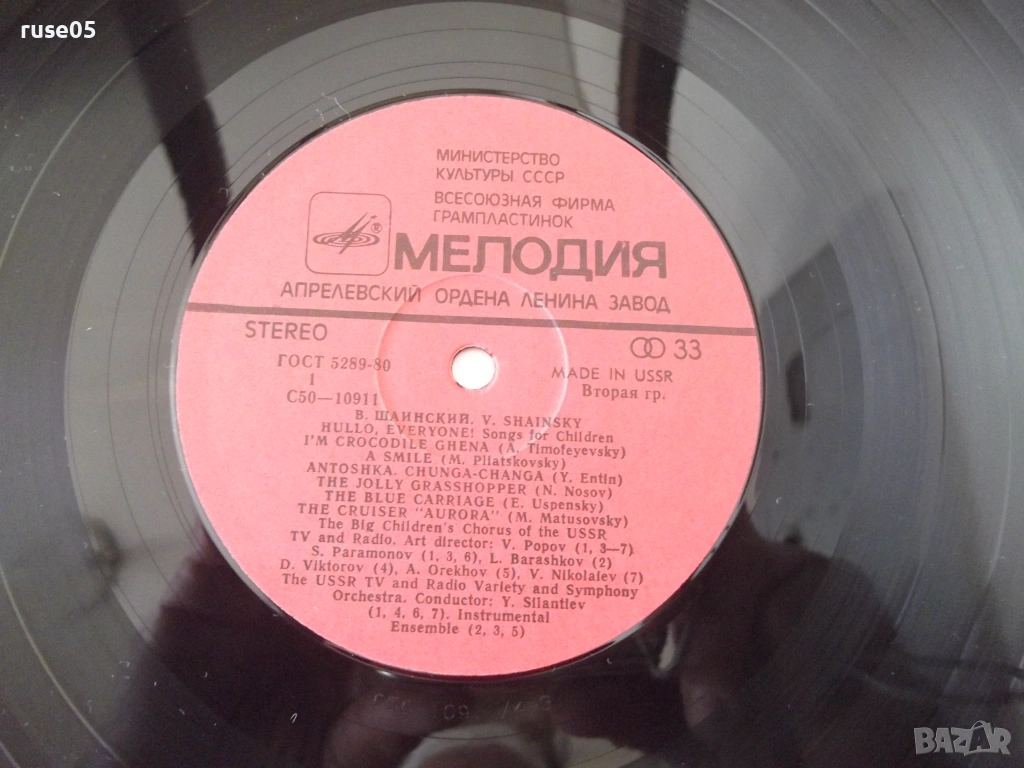 ruse05
МИНИСТЕРСТВО
КУЛЬТУРЫ СССР
ВСЕСОЮЗНАЯ ФИРМА
ГРАМПЛАСТИНОК
® МЕЛОДИЯ
АПРЕЛЕВСКИЙ ОРДЕНА ЛЕНИНА ЗАВОД
STEREO 33
ГОСТ 5289-80 MADE IN USSR
1 Вторая гр.
С50—10911
В. ШАИНСКИЙ. V. SHAINSKY
HULLO, EVERYONE! Songs for Children
I'M CROCODILE GHENA (A. Timofeyevsky)
A SMILE (M. Pliatskovsky)
ANTOSHKA. CHUNGA-CHANGA (Y. Entin)
THE JOLLY GRASSHOPPER (N. Nosov)
THE BLUE CARRIAGE (E. Uspensky)
THE CRUISER "AURORA" (M. Matusovsky)
The Big Children's Chorus of the USSR
TV and Radio. Art director: V. Popov (1, 3—7)
S. Paramonov (1, 3, 6), L. Barashkov (2)
D. Viktorov (4), A. Orekhov (5), V. Nikolaiev (7)
The USSR TV and Radio Variety and Symphony
Orchestra. Conductor: Y. Silantiev
(1, 4, 6, 7). Instrumental
Ensemble (2, 3, 5)
BAZAR